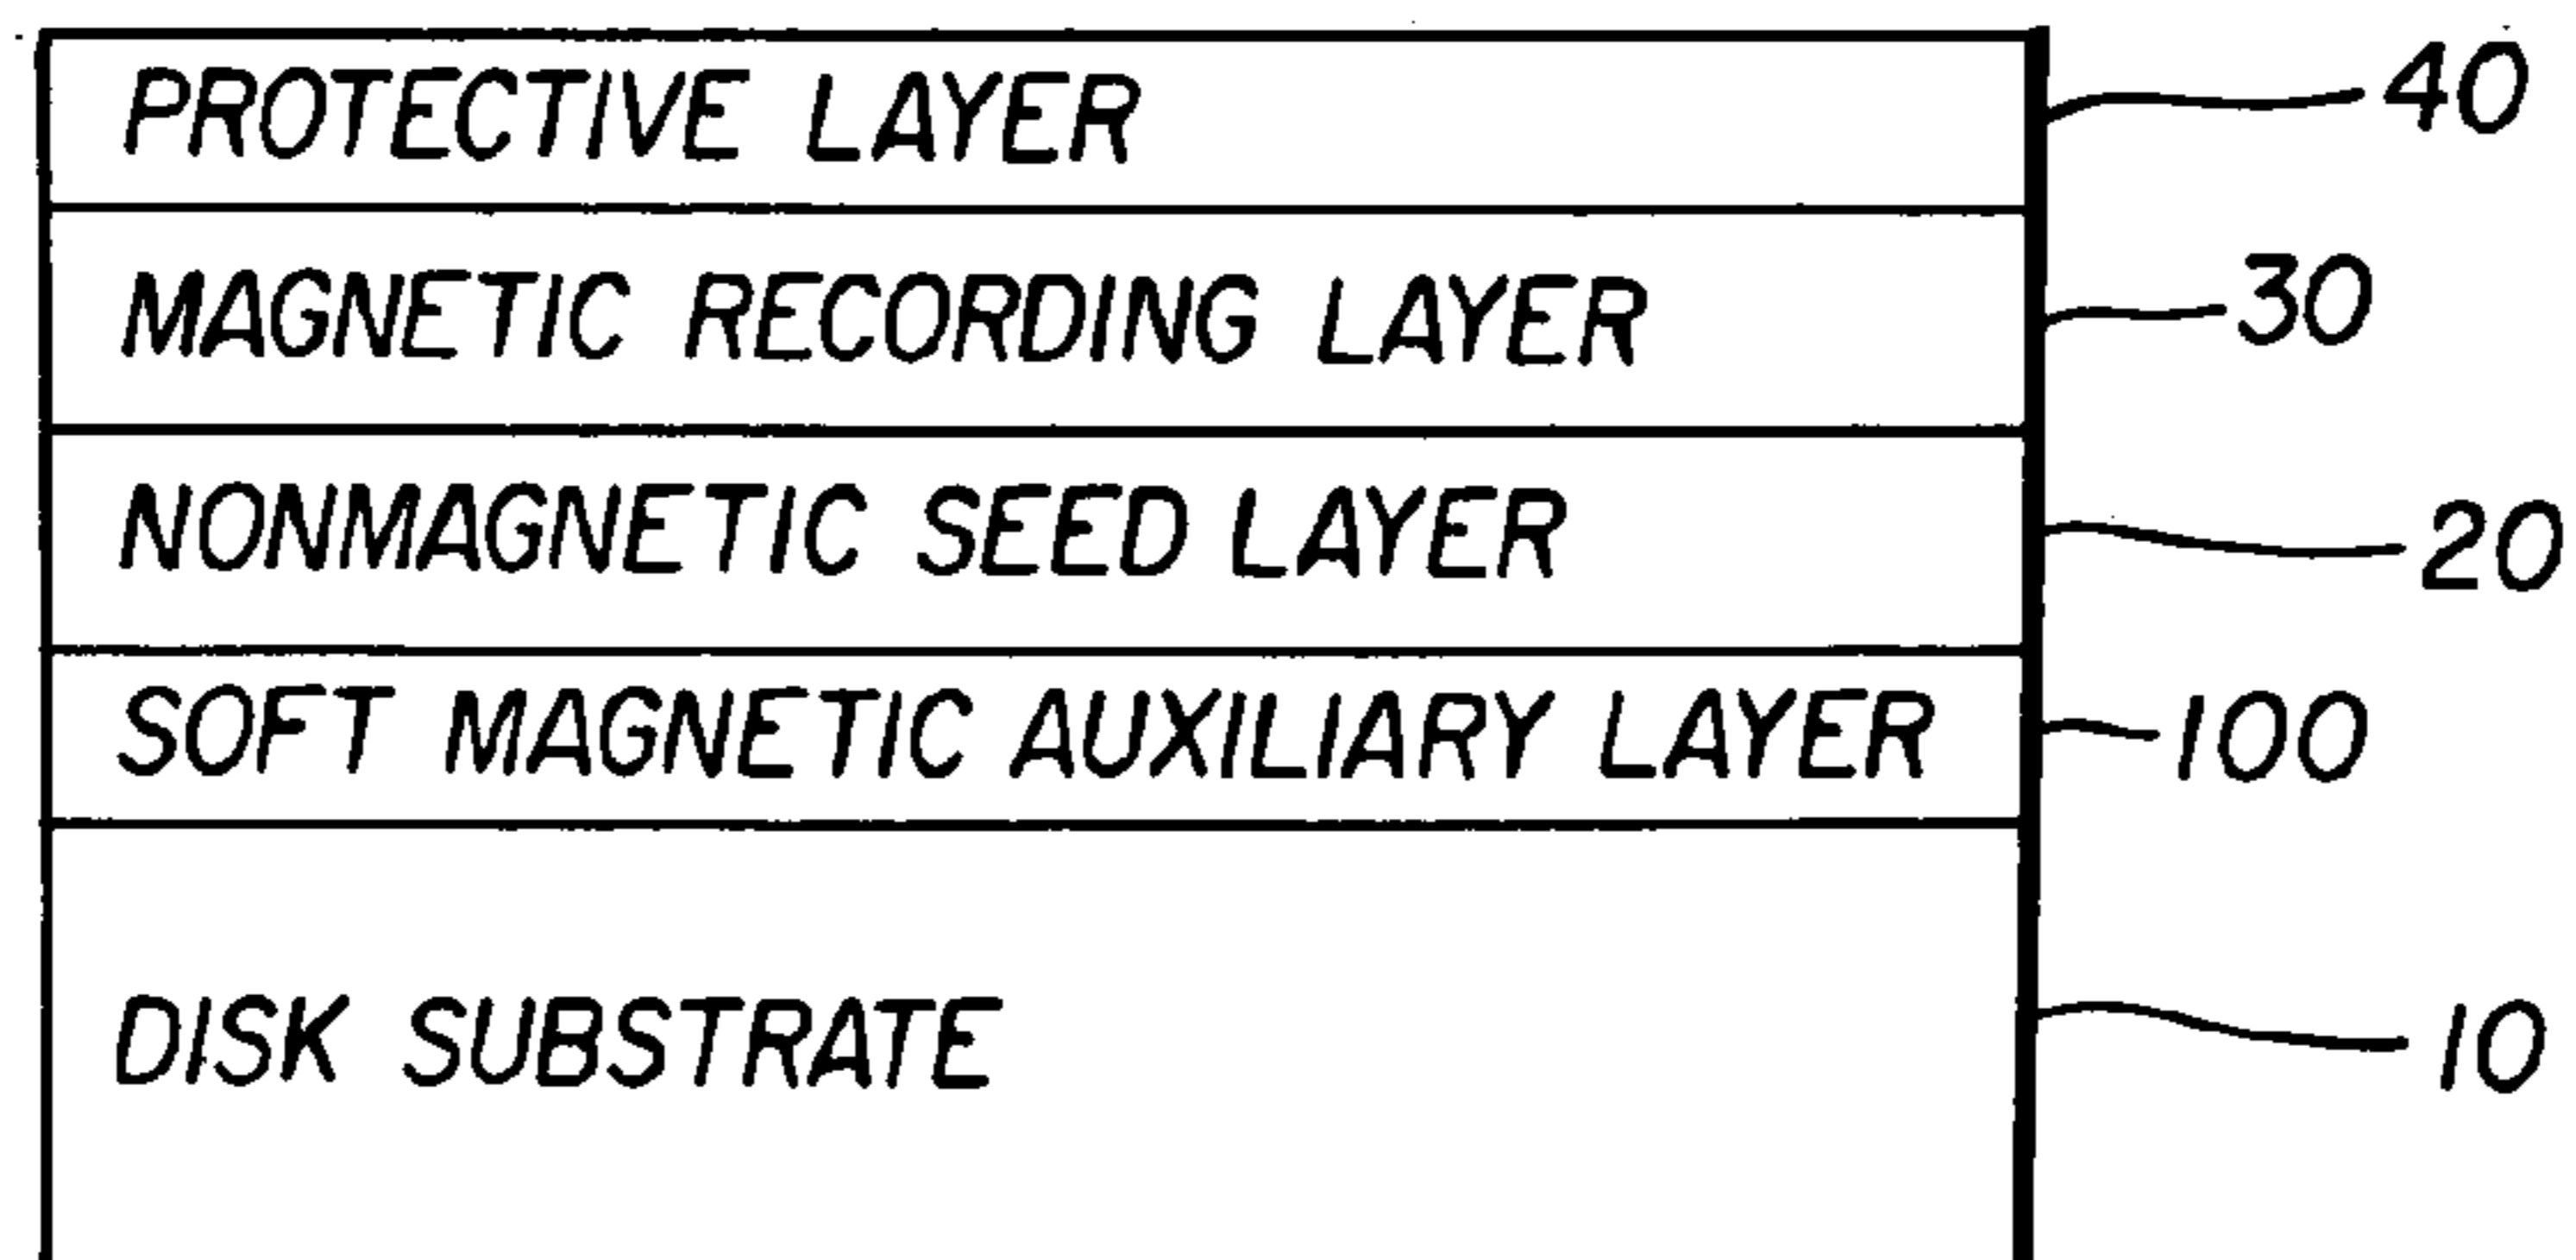 PROTECTIVE LAYER 40
MAGNETIC RECORDING LAYER 30
NONMAGNETIC SEED LAYER 20
SOFT MAGNETIC AUXILIARY LAYER 100
DISK SUBSTRATE 10